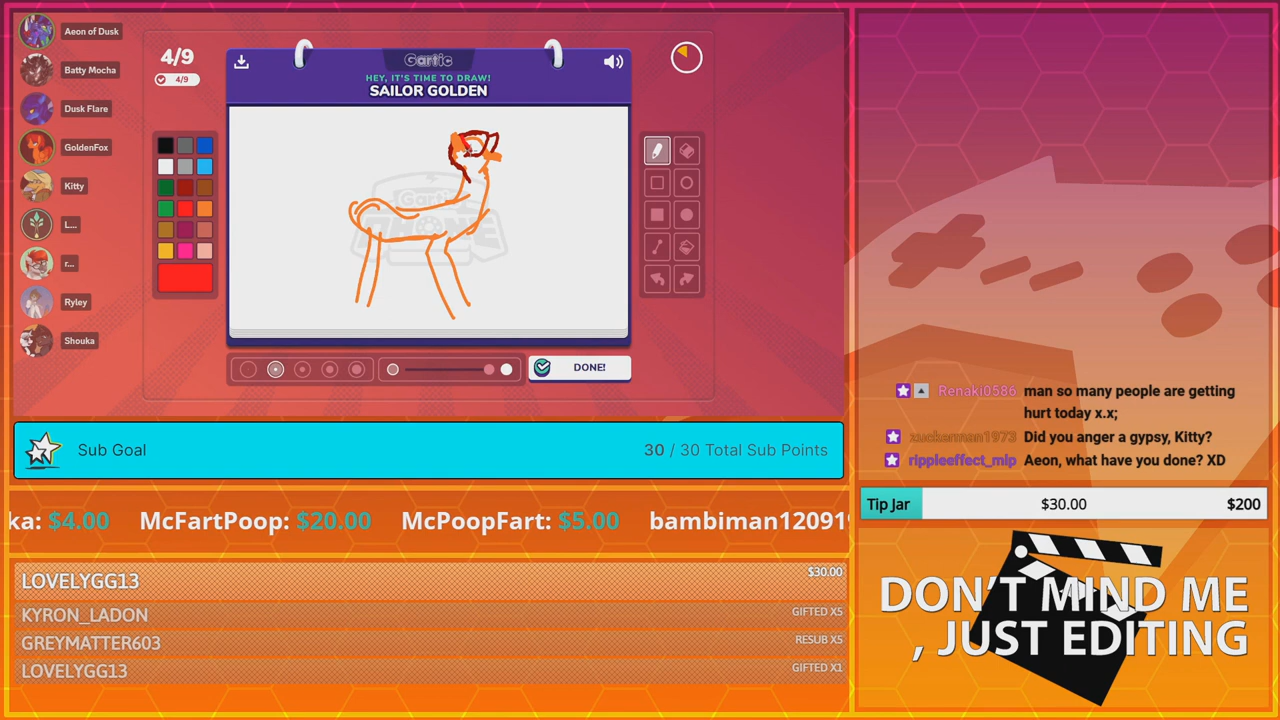 Aeon of Dusk
Batty Mocha
Dusk Flare
GoldenFox
Kitty
L...
r...
Ryley
Shouka
4/9
4/9
Gartic
HEY, IT'S TIME TO DRAW!
SAILOR GOLDEN
Gartic
PHONE
DONE!
Sub Goal
30 / 30 Total Sub Points
ka: $4.00 McFartPoop: $20.00 McPoopFart: $5.00 bambiman12091
LOVELYGG13 $30.00
KYRON_LADON GIFTED X5
GREYMATTER603 RESUB X5
LOVELYGG13 GIFTED X1
Renaki0586 man so many people are getting
hurt today x.x;
zuckerman1973 Did you anger a gypsy, Kitty?
rippleeffect_mlp Aeon, what have you done? XD
Tip Jar $30.00 $200
DON'T MIND ME
, JUST EDITING